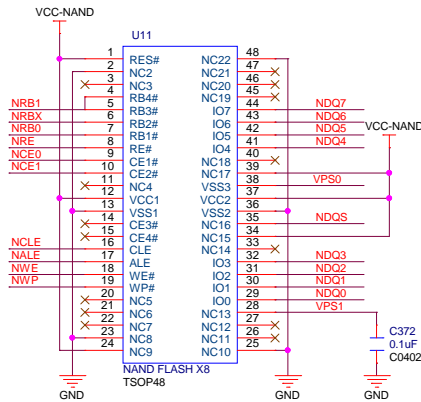 VCC-NAND
U11
1 RES# NC22 48
2 NC2 NC21 47
3 NC3 NC20 46
4 RB4# NC19 45
NRB1 5 RB3# IO7 44 NDQ7
NRBX 6 RB2# IO6 43 NDQ6
NRB0 7 RB1# IO5 42 NDQ5
NRE 8 RE# IO4 41 NDQ4
VCC-NAND
NCE0 9 CE1# NC18 40
NCE1 10 CE2# NC17 39
11 NC4 VSS3 38 VPS0
12 VCC1 VCC2 37
13 VSS1 VSS2 36
14 CE3# NC16 35 NDQS
15 CE4# NC15 34
NCLE 16 CLE NC14 33
NALE 17 ALE IO3 32 NDQ3
NWE 18 WE# IO2 31 NDQ2
NWP 19 WP# IO1 30 NDQ1
20 NC5 IO0 29 NDQ0
21 NC6 NC13 28 VPS1
22 NC7 NC12 27
23 NC8 NC11 26
24 NC9 NC10 25
C372
0.1uF
C0402
NAND FLASH X8
TSOP48
GND
GND
GND